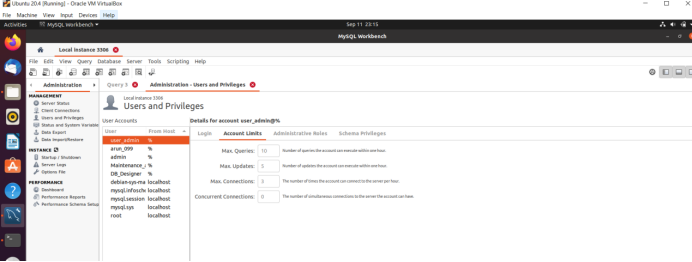 Ubuntu 20.4 [Running] - Oracle VM VirtualBox
File Machine View Input Devices Help
Activities MySQL Workbench Sep 11 23:15
MySQL Workbench
Local instance 3306
File Edit View Query Database Server Tools Scripting Help
Administration
Query 3
Administration - Users and Privileges
MANAGEMENT
Server Status
Client Connections
Users and Privileges
Status and System Variable
Data Export
Data Import/Restore
INSTANCE
Startup / Shutdown
Server Logs
Options File
PERFORMANCE
Dashboard
Performance Reports
Performance Schema Setup
Local instance 3306
Users and Privileges
User Accounts
User From Host
user_admin %
arun_099 %
admin %
Maintenance_ %
DB_Designer %
debian-sys-ma localhost
mysql.infosche localhost
mysql.session localhost
mysql.sys localhost
root localhost
Details for account user_admin@%
Login Account Limits Administrative Roles Schema Privileges
Max. Queries: 10 Number of queries the account can execute within one hour.
Max. Updates: 5 Number of updates the account can execute within one hour.
Max. Connections: 3 The number of times the account can connect to the server per hour.
Concurrent Connections: 0 The number of simultaneous connections to the server the account can have.